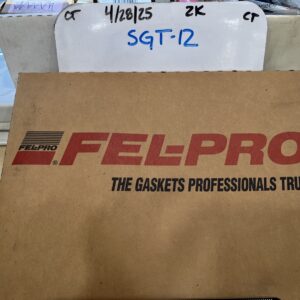 CT 4/28/25 2K CT
SGT-12
FEL-PRO
® FEL-PRO
THE GASKETS PROFESSIONALS TRU